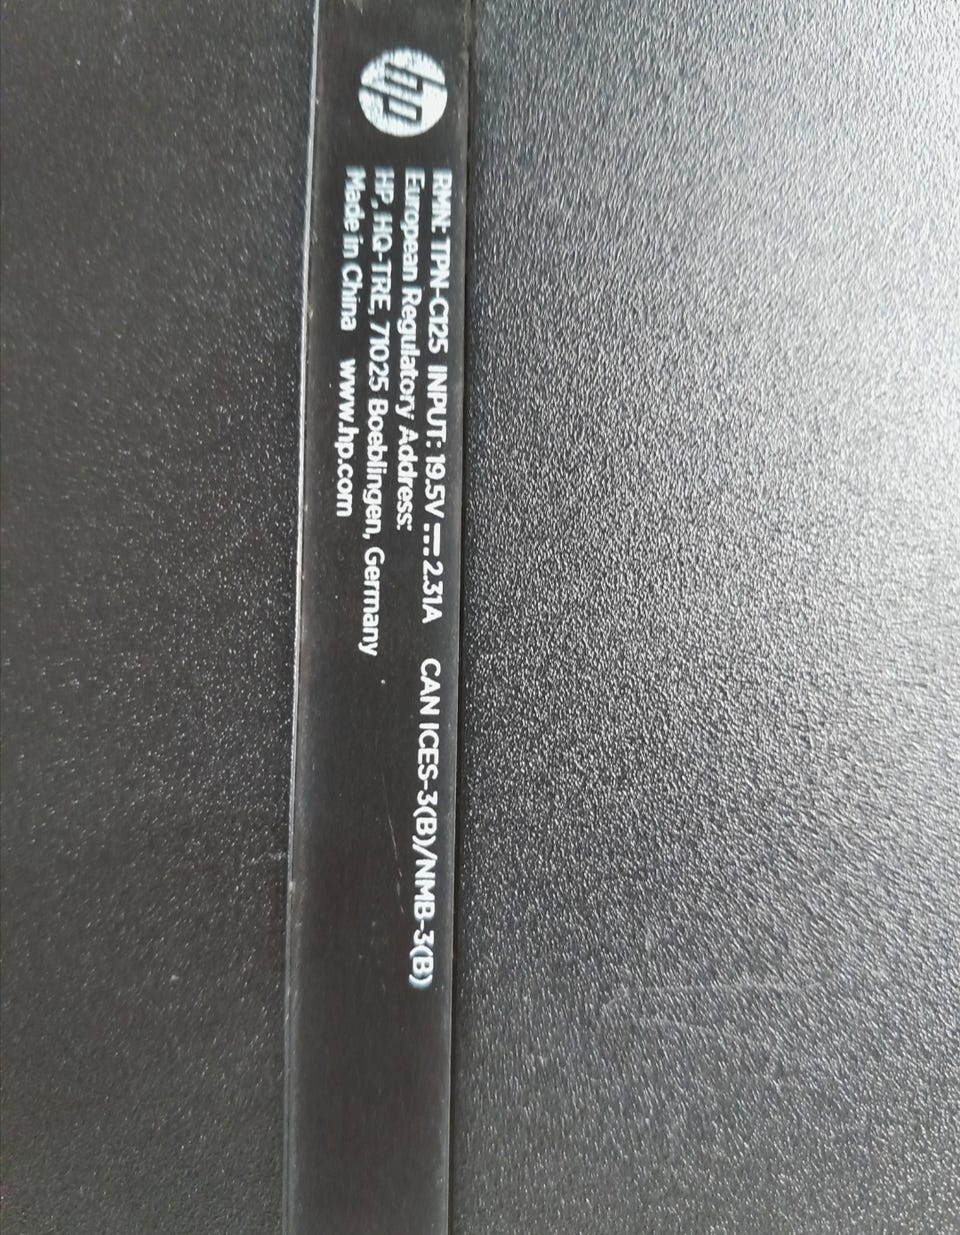 hp
RMN: TPN-C125 INPUT: 19.5V⎓2.31A CAN ICES-3(B)/NMB-3(B)
European Regulatory Address:
HP, HQ-TRE, 71025 Boeblingen, Germany
Made in China www.hp.com